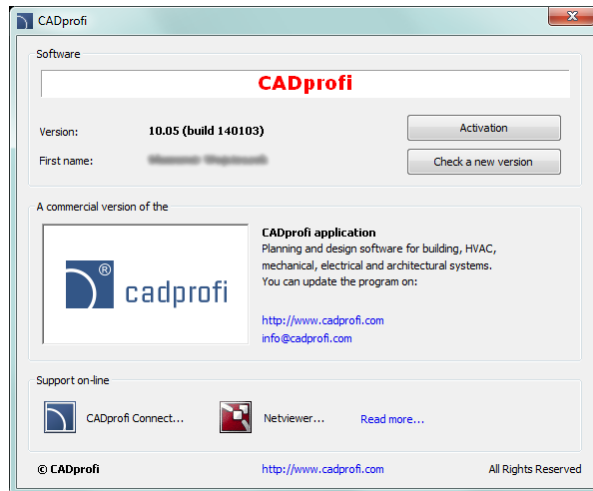 CADprofi
Software
CADprofi
Version: 10.05 (build 140103)
Activation
First name:
Check a new version
A commercial version of the
® cadprofi
CADprofi application
Planning and design software for building, HVAC,
mechanical, electrical and architectural systems.
You can update the program on:
http://www.cadprofi.com
info@cadprofi.com
Support on-line
CADprofi Connect... Netviewer... Read more...
© CADprofi http://www.cadprofi.com All Rights Reserved